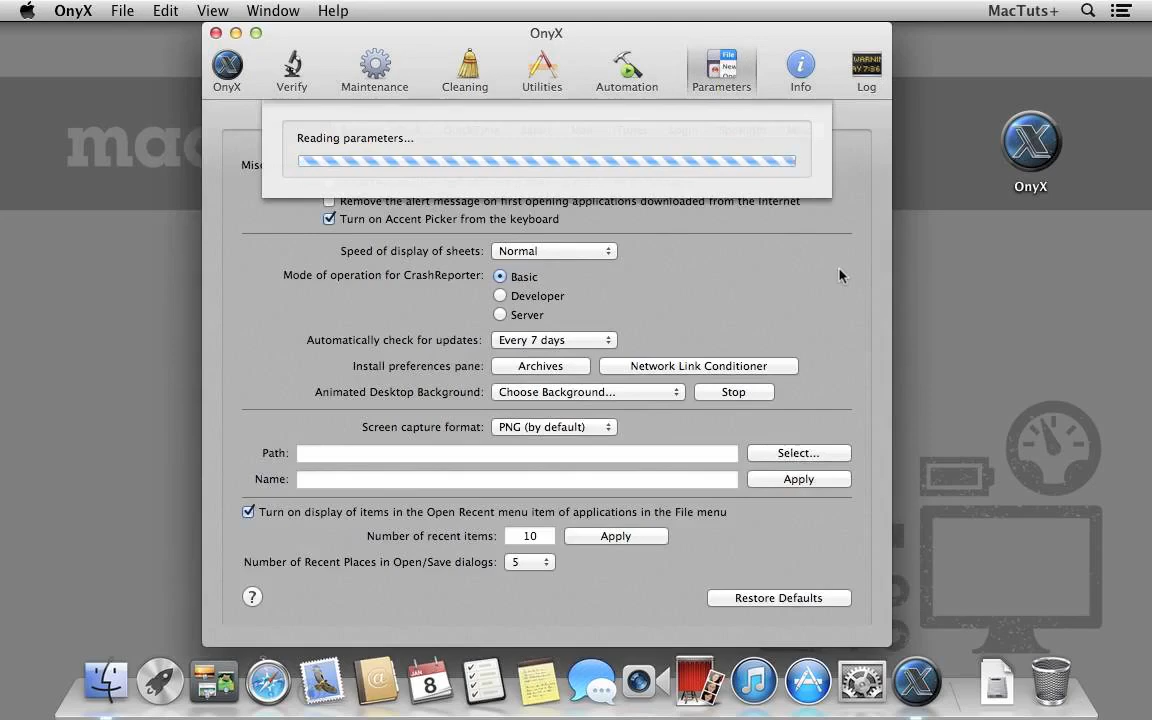 OnyX File Edit View Window Help MacTuts+
OnyX
OnyX Verify Maintenance Cleaning Utilities Automation Parameters Info Log
Reading parameters...
mac
Misc
Remove the alert message on first opening applications downloaded from the Internet
Turn on Accent Picker from the keyboard
OnyX
Speed of display of sheets: Normal
Mode of operation for CrashReporter: Basic
Developer
Server
Automatically check for updates: Every 7 days
Install preferences pane: Archives Network Link Conditioner
Animated Desktop Background: Choose Background... Stop
Screen capture format: PNG (by default)
Path: Select...
Name: Apply
Turn on display of items in the Open Recent menu item of applications in the File menu
Number of recent items: 10 Apply
Number of Recent Places in Open/Save dialogs: 5
? Restore Defaults
JAN
8